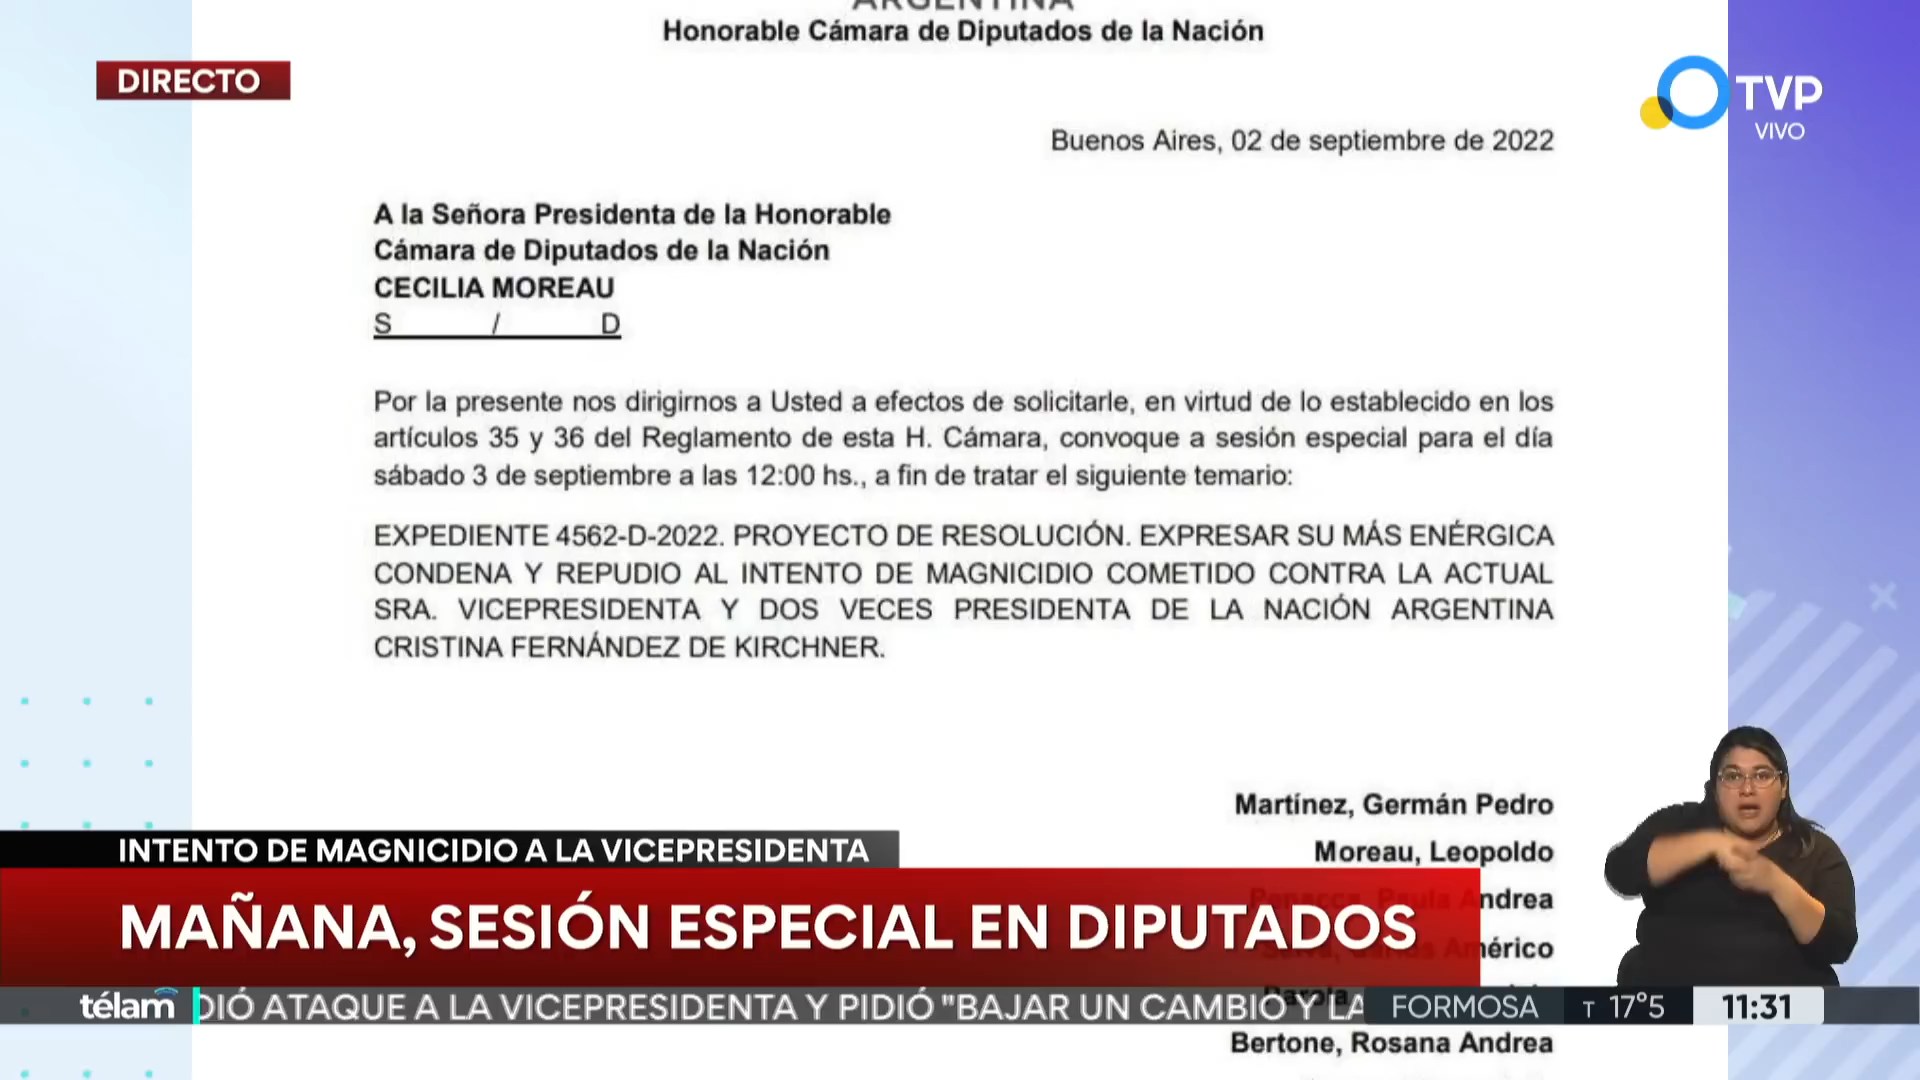 ARGENTINA
Honorable Cámara de Diputados de la Nación
DIRECTO
TVP
VIVO
Buenos Aires, 02 de septiembre de 2022
A la Señora Presidenta de la Honorable
Cámara de Diputados de la Nación
CECILIA MOREAU
S / D
Por la presente nos dirigirnos a Usted a efectos de solicitarle, en virtud de lo establecido en los
artículos 35 y 36 del Reglamento de esta H. Cámara, convoque a sesión especial para el día
sábado 3 de septiembre a las 12:00 hs., a fin de tratar el siguiente temario:
EXPEDIENTE 4562-D-2022. PROYECTO DE RESOLUCIÓN. EXPRESAR SU MÁS ENÉRGICA
CONDENA Y REPUDIO AL INTENTO DE MAGNICIDIO COMETIDO CONTRA LA ACTUAL
SRA. VICEPRESIDENTA Y DOS VECES PRESIDENTA DE LA NACIÓN ARGENTINA
CRISTINA FERNÁNDEZ DE KIRCHNER.
Martínez, Germán Pedro
Moreau, Leopoldo
Andrea
Américo
INTENTO DE MAGNICIDIO A LA VICEPRESIDENTA
MAÑANA, SESIÓN ESPECIAL EN DIPUTADOS
télam
DIÓ ATAQUE A LA VICEPRESIDENTA Y PIDIÓ "BAJAR UN CAMBIO Y LA
FORMOSA T 17°5 11:31
Bertone, Rosana Andrea